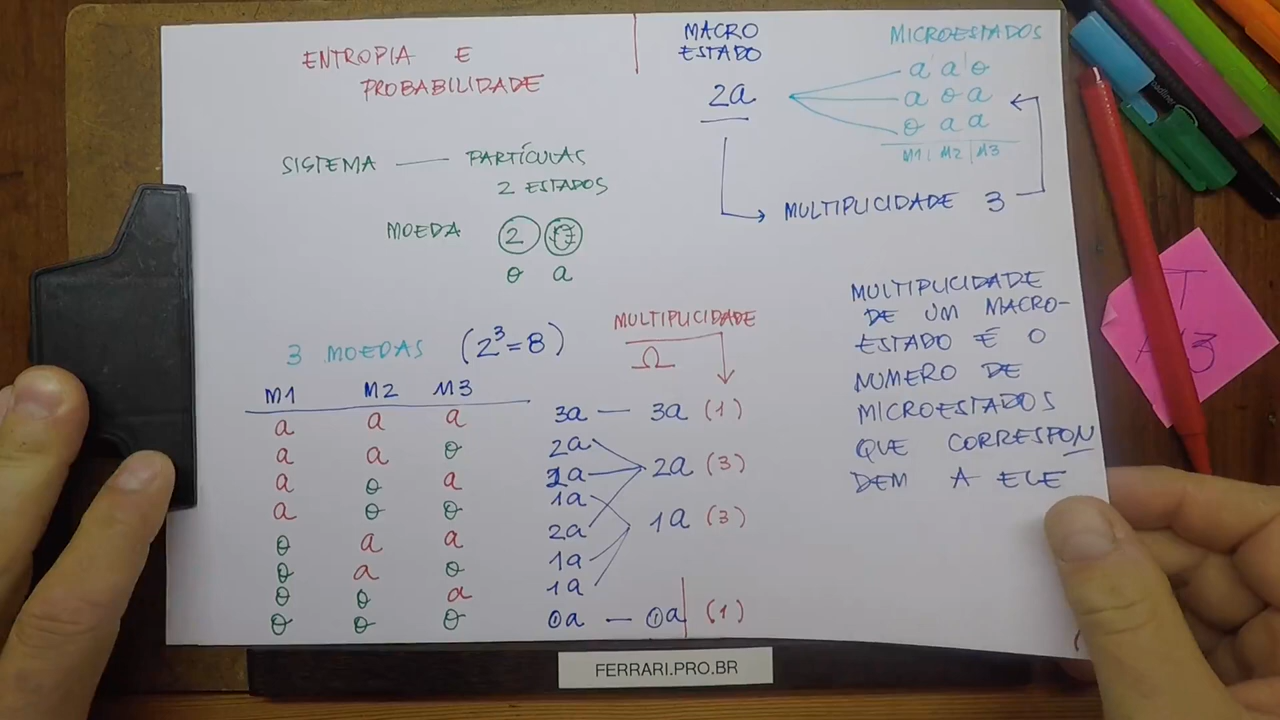 ENTROPIA E
PROBABILIDADE
SISTEMA — PARTÍCULAS
2 ESTADOS
MOEDA 2
θ a
3 MOEDAS (2³=8)
MULTIPLICIDADE
Ω
M1 M2 M3
a a a 3a — 3a (1)
a a θ 2a
a θ a 2a 2a (3)
a θ θ 1a
θ a a 2a 1a (3)
θ a θ 1a
θ θ a 1a
θ θ θ 0a — 0a (1)
MACRO
ESTADO
2a
MICROESTADOS
a a θ
a θ a
θ a a
M1 M2 M3
MULTIPLICIDADE 3
MULTIPLICIDADE
DE UM MACRO-
ESTADO É O
NUMERO DE
MICROESTADOS
QUE CORRESPON
DEM A ELE
FERRARI.PRO.BR